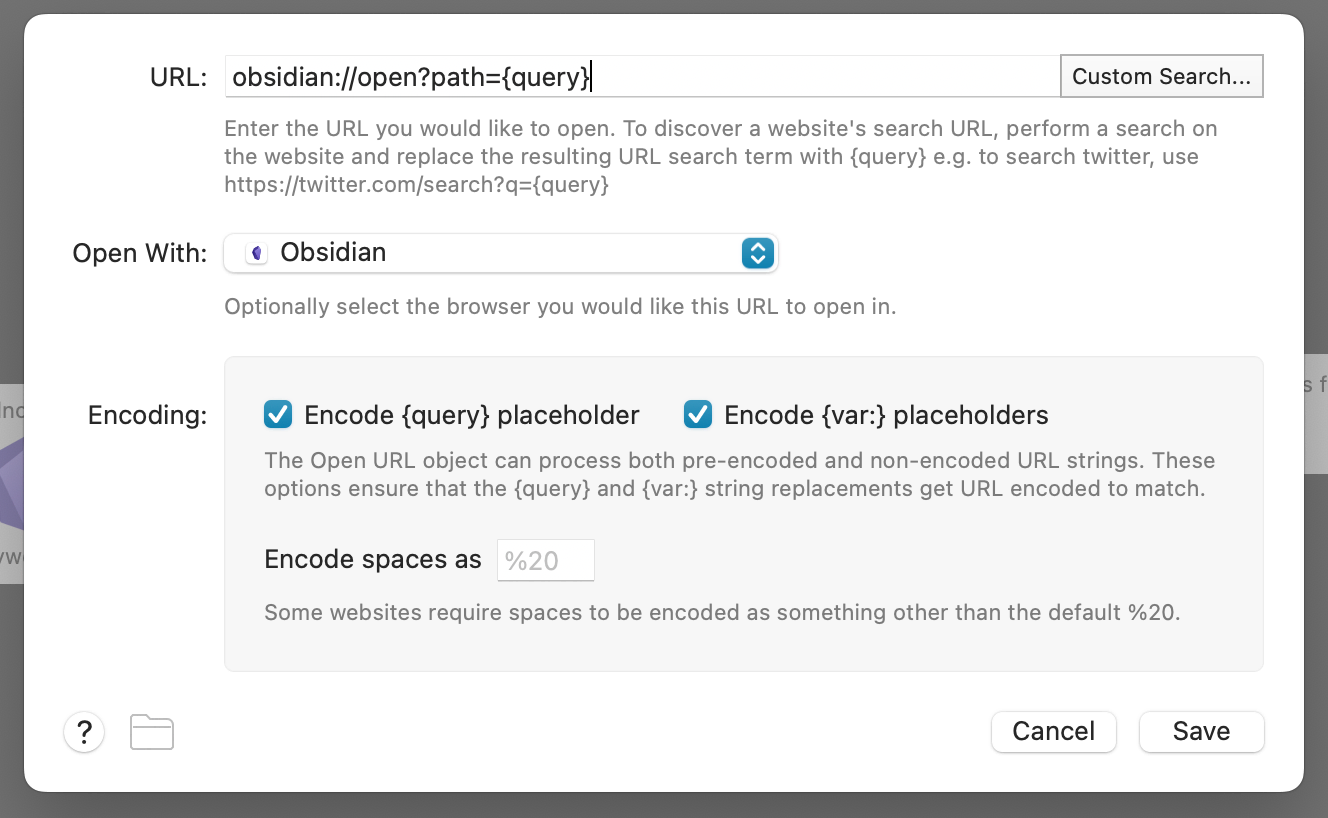 URL: obsidian://open?path={query} Custom Search...
Enter the URL you would like to open. To discover a website's search URL, perform a search on
the website and replace the resulting URL search term with {query} e.g. to search twitter, use
https://twitter.com/search?q={query}
Open With: Obsidian
Optionally select the browser you would like this URL to open in.
Encoding: Encode {query} placeholder Encode {var:} placeholders
The Open URL object can process both pre-encoded and non-encoded URL strings. These
options ensure that the {query} and {var:} string replacements get URL encoded to match.
Encode spaces as %20
Some websites require spaces to be encoded as something other than the default %20.
? Cancel Save